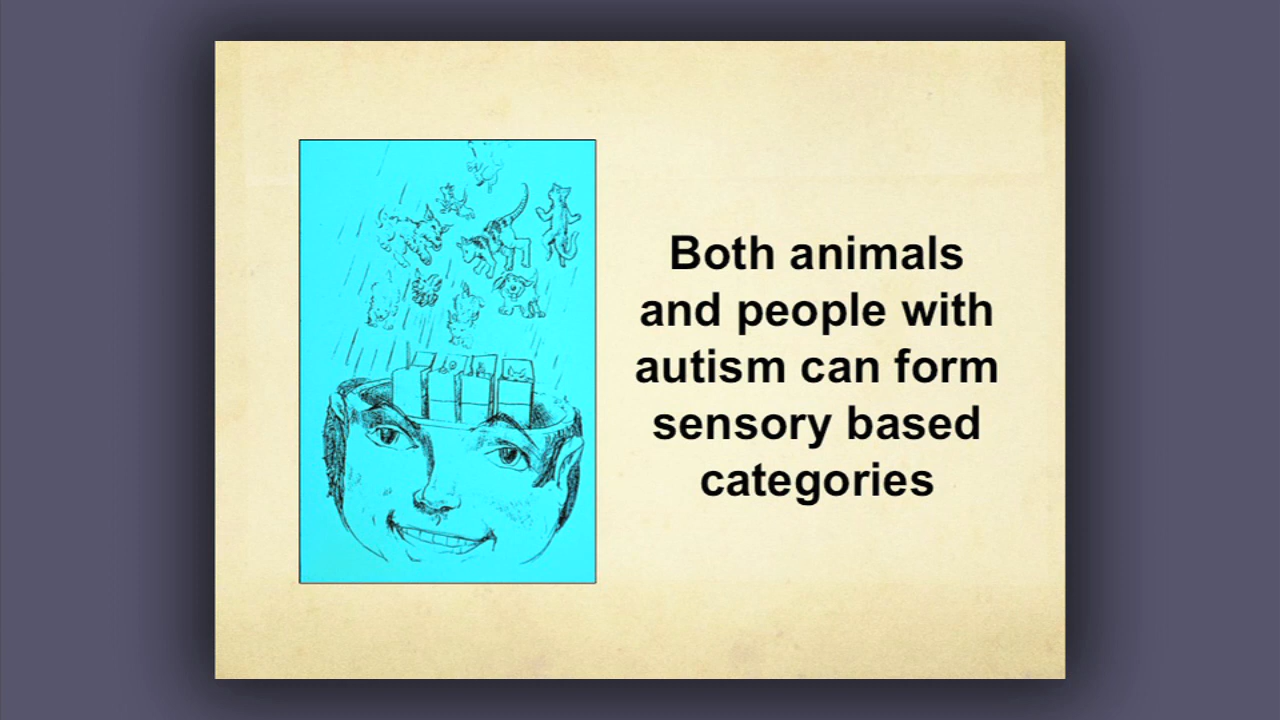 Both animals
and people with
autism can form
sensory based
categories